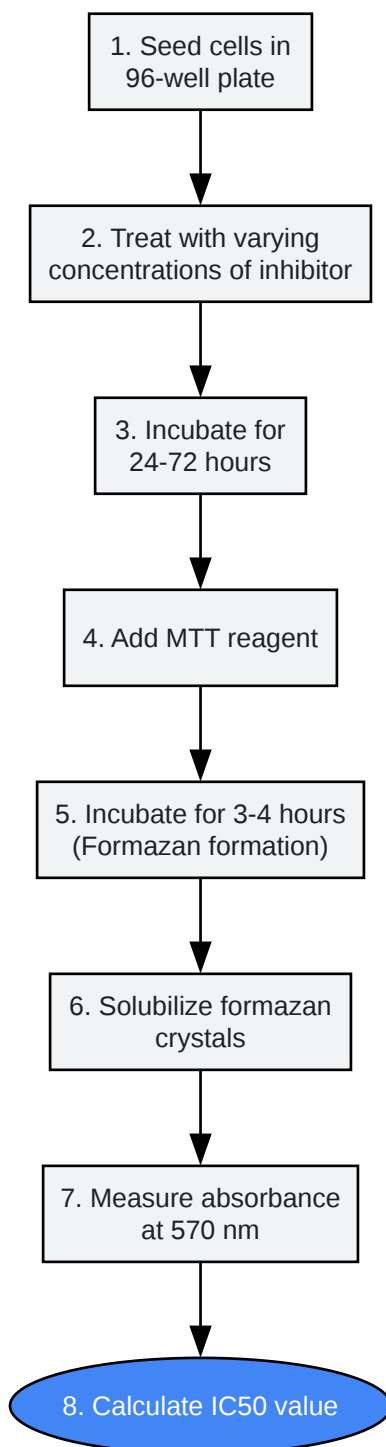 1. Seed cells in
96-well plate
2. Treat with varying
concentrations of inhibitor
3. Incubate for
24-72 hours
4. Add MTT reagent
5. Incubate for 3-4 hours
(Formazan formation)
6. Solubilize formazan
crystals
7. Measure absorbance
at 570 nm
8. Calculate IC50 value